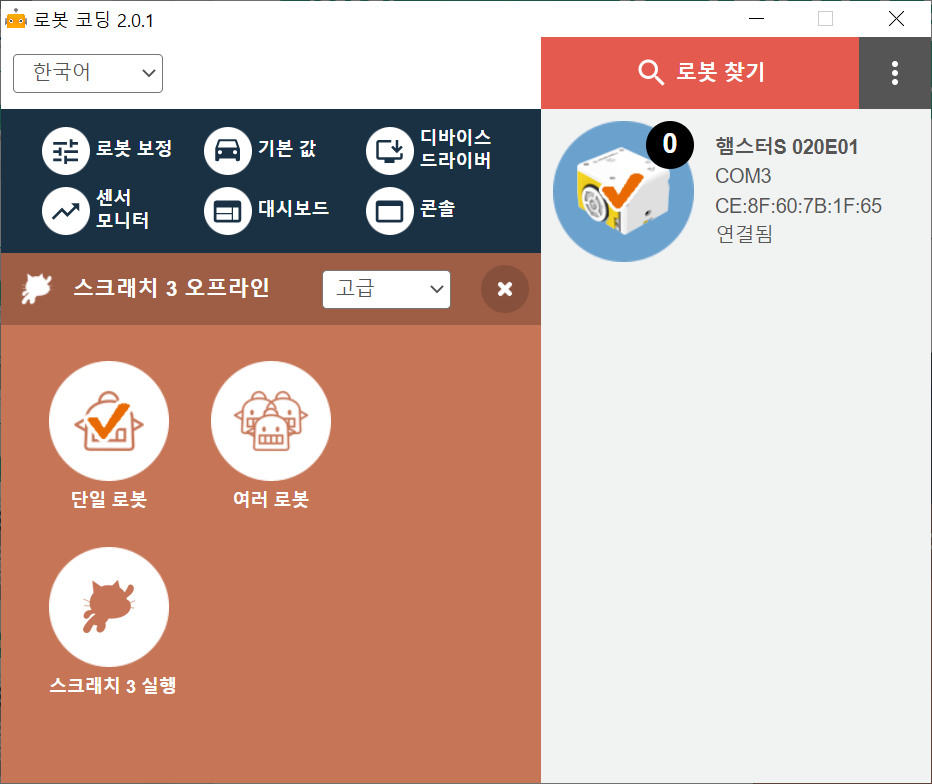 로봇 코딩 2.0.1
한국어
로봇 찾기
로봇 보정
기본 값
디바이스
드라이버
센서
모니터
대시보드
콘솔
스크래치 3 오프라인
고급
단일 로봇
여러 로봇
스크래치 3 실행
0
햄스터S 020E01
COM3
CE:8F:60:7B:1F:65
연결됨